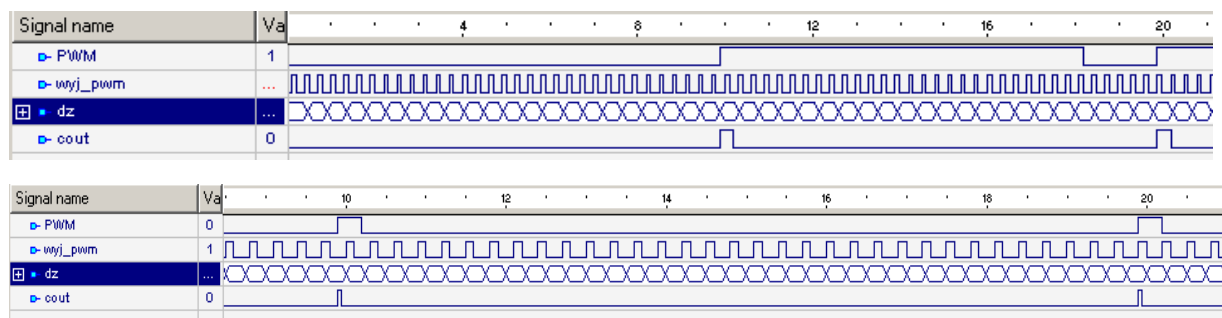 Signal name Va 4 8 12 16 20
PWM 1
wyj_pwm ...
dz ...
cout 0
Signal name Va 10 12 14 16 18 20
PWM 0
wyj_pwm 1
dz ...
cout 0